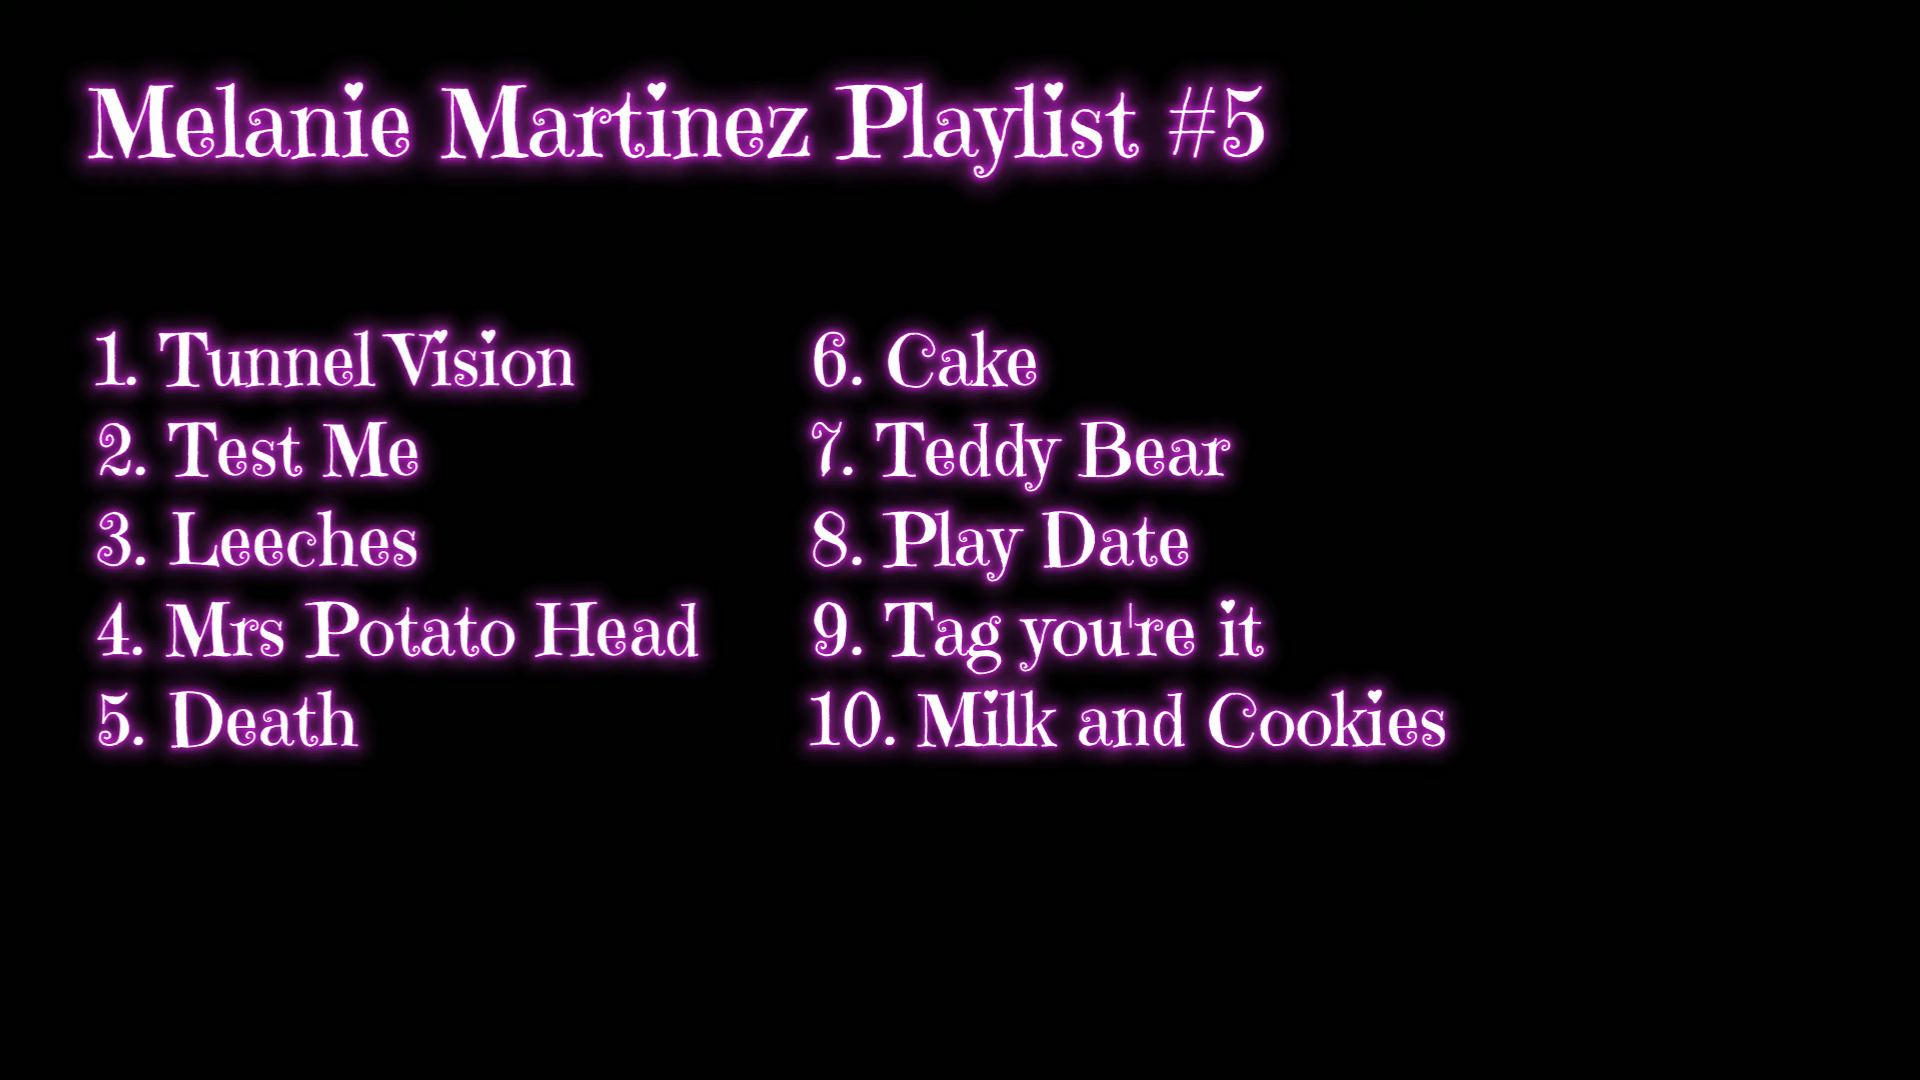 Melanie Martinez Playlist #5
1. Tunnel Vision
2. Test Me
3. Leeches
4. Mrs Potato Head
5. Death
6. Cake
7. Teddy Bear
8. Play Date
9. Tag you're it
10. Milk and Cookies